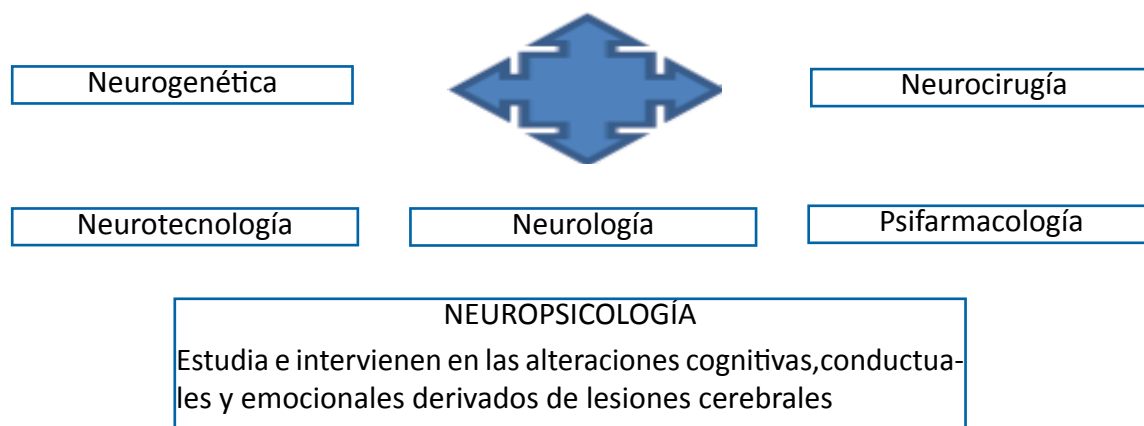 Neurogenética
Neurocirugía
Neurotecnología
Neurología
Psifarmacología
NEUROPSICOLOGÍA
Estudia e intervienen en las alteraciones cognitivas,conductua-
les y emocionales derivados de lesiones cerebrales